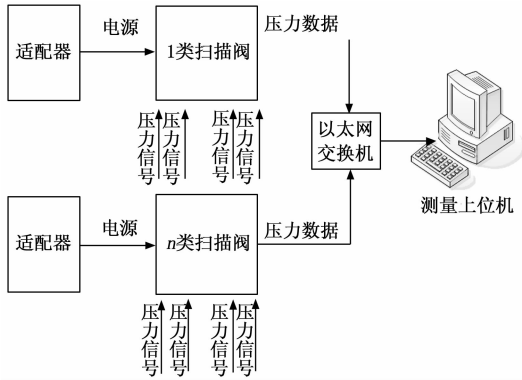 适配器
电源
1类扫描阀
压力数据
压力信号
压力信号
压力信号
压力信号
以太网
交换机
测量上位机
适配器
电源
n类扫描阀
压力数据
压力信号
压力信号
压力信号
压力信号